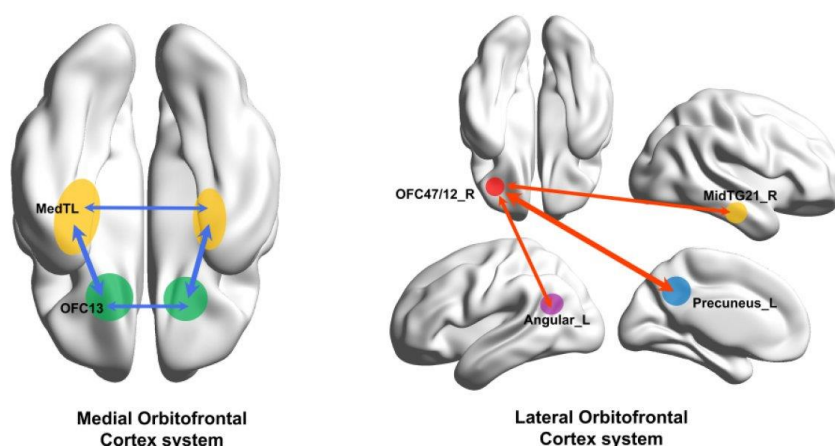 MedTL
OFC13
Medial Orbitofrontal
Cortex system
OFC47/12_R
MidTG21_R
Angular_L
Precuneus_L
Lateral Orbitofrontal
Cortex system